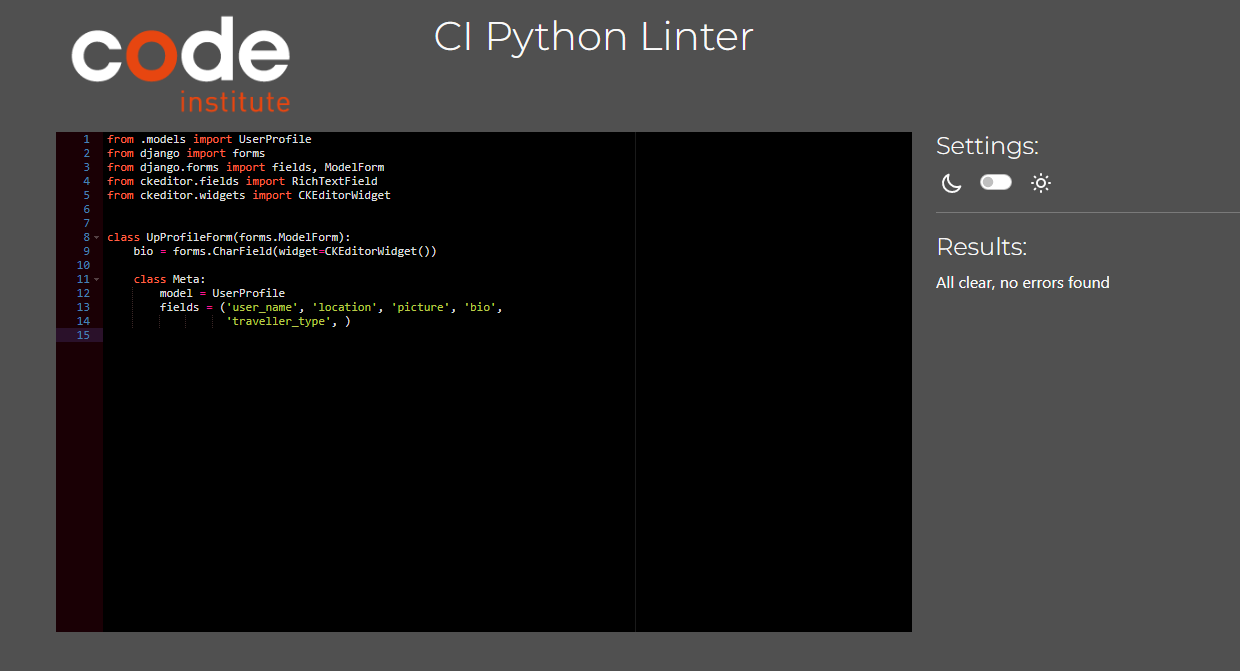 code
institute
CI Python Linter
1 from .models import UserProfile
2 from django import forms
3 from django.forms import fields, ModelForm
4 from ckeditor.fields import RichTextField
5 from ckeditor.widgets import CKEditorWidget
6
7
8 class UpProfileForm(forms.ModelForm):
9     bio = forms.CharField(widget=CKEditorWidget())
10
11     class Meta:
12         model = UserProfile
13         fields = ('user_name', 'location', 'picture', 'bio',
14                   'traveller_type', )
15
Settings:
Results:
All clear, no errors found